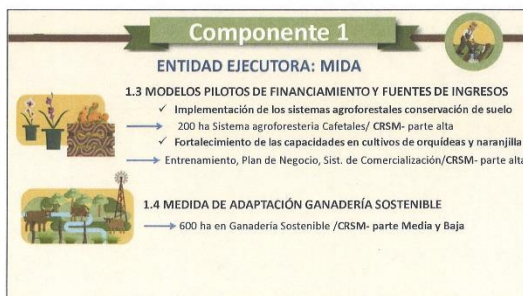 Componente 1
ENTIDAD EJECUTORA: MIDA
1.3 MODELOS PILOTOS DE FINANCIAMIENTO Y FUENTES DE INGRESOS
✓ Implementación de los sistemas agroforestales conservación de suelo
→ 200 ha Sistema agroforesteria Cafetales/ CRSM- parte alta
✓ Fortalecimiento de las capacidades en cultivos de orquídeas y naranjilla
→ Entrenamiento, Plan de Negocio, Sist. de Comercialización/CRSM- parte alta
1.4 MEDIDA DE ADAPTACIÓN GANADERÍA SOSTENIBLE
→ 600 ha en Ganadería Sostenible /CRSM- parte Media y Baja